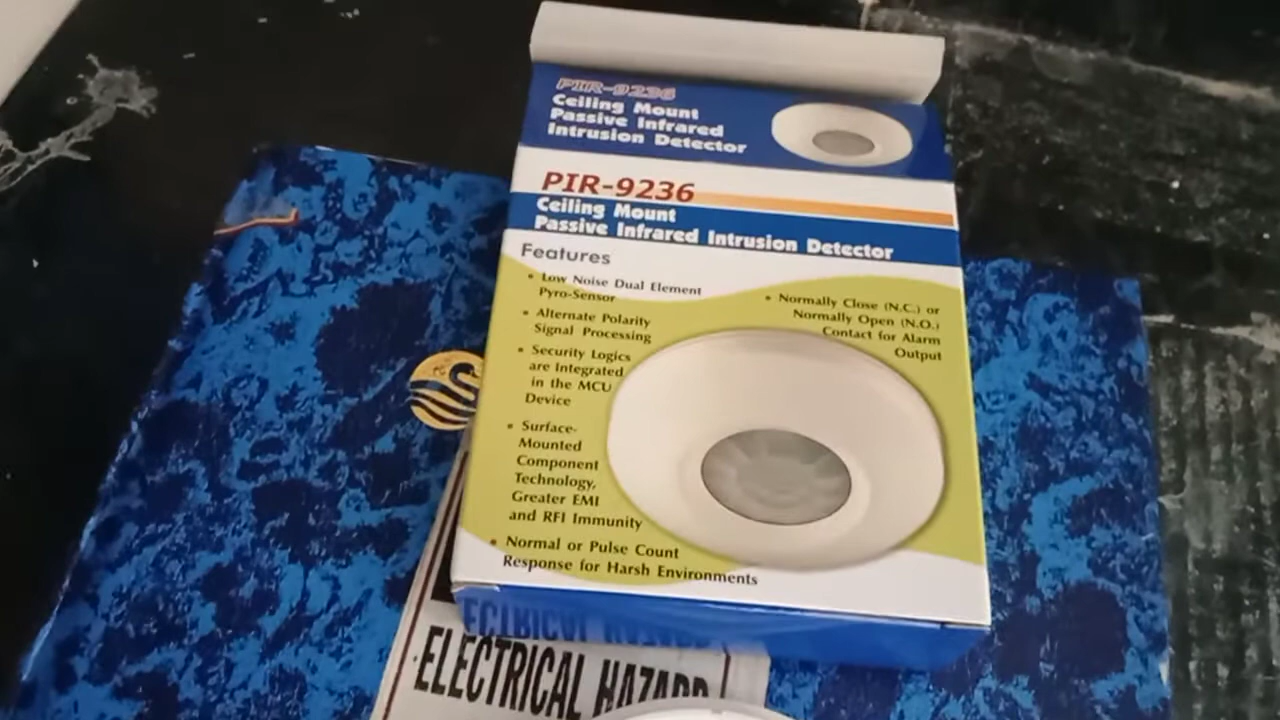 PIR-9236
Ceiling Mount
Passive Infrared
Intrusion Detector
PIR-9236
Ceiling Mount
Passive Infrared Intrusion Detector
Features
• Low Noise Dual Element
Pyro-Sensor
• Alternate Polarity
Signal Processing
• Security Logics
are Integrated
in the MCU
Device
• Surface-
Mounted
Component
Technology,
Greater EMI
and RFI Immunity
• Normal or Pulse Count
Response for Harsh Environments
• Normally Close (N.C.) or
Normally Open (N.O.)
Contact for Alarm
Output
ELECTRICAL HAZARD